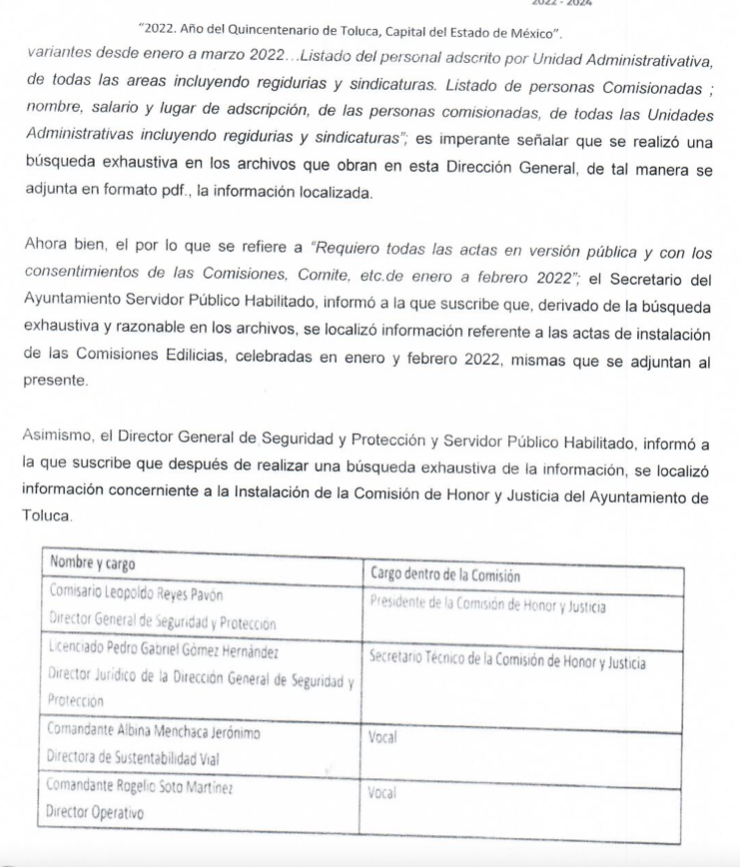 2022 - 2024
"2022. Año del Quincentenario de Toluca, Capital del Estado de México".
variantes desde enero a marzo 2022…Listado del personal adscrito por Unidad Administrativativa,
de todas las areas incluyendo regidurias y sindicaturas. Listado de personas Comisionadas ;
nombre, salario y lugar de adscripción, de las personas comisionadas, de todas las Unidades
Administrativas incluyendo regidurias y sindicaturas"; es imperante señalar que se realizó una
búsqueda exhaustiva en los archivos que obran en esta Dirección General, de tal manera se
adjunta en formato pdf., la información localizada.
Ahora bien, el por lo que se refiere a "Requiero todas las actas en versión pública y con los
consentimientos de las Comisiones, Comite, etc.de enero a febrero 2022"; el Secretario del
Ayuntamiento Servidor Público Habilitado, informó a la que suscribe que, derivado de la búsqueda
exhaustiva y razonable en los archivos, se localizó información referente a las actas de instalación
de las Comisiones Edilicias, celebradas en enero y febrero 2022, mismas que se adjuntan al
presente.
Asimismo, el Director General de Seguridad y Protección y Servidor Público Habilitado, informó a
la que suscribe que después de realizar una búsqueda exhaustiva de la información, se localizó
información concerniente a la Instalación de la Comisión de Honor y Justicia del Ayuntamiento de
Toluca.
Nombre y cargo
Cargo dentro de la Comisión
Comisario Leopoldo Reyes Pavón
Director General de Seguridad y Protección
Presidente de la Comisión de Honor y Justicia
Licenciado Pedro Gabriel Gómez Hernández
Director Jurídico de la Dirección General de Seguridad y
Protección
Secretario Técnico de la Comisión de Honor y Justicia
Comandante Albina Menchaca Jerónimo
Directora de Sustentabilidad Vial
Vocal
Comandante Rogelio Soto Martínez
Director Operativo
Vocal